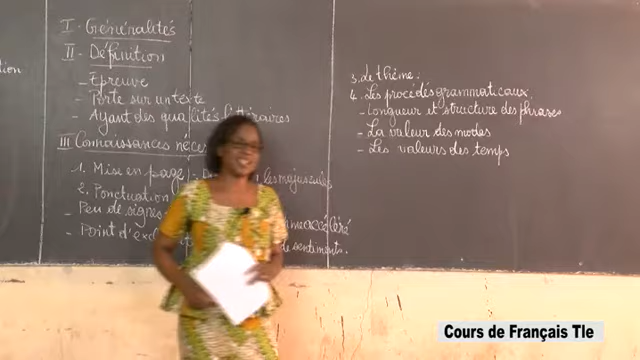 tion
I - Généralités
II - Définition
- Epreuve
- Porte sur un texte
- Ayant des qualités littéraires
III Connaissances néces
1. Mise en page - les majuscules
2. Ponctuation
- Peu de signes
- Point d'ex de sentiments.
3. Le thème :
4. Les procédés grammaticaux
- Longueur et structure des phrases
- La valeur des modes
- Les valeurs des temps
Cours de Français Tle